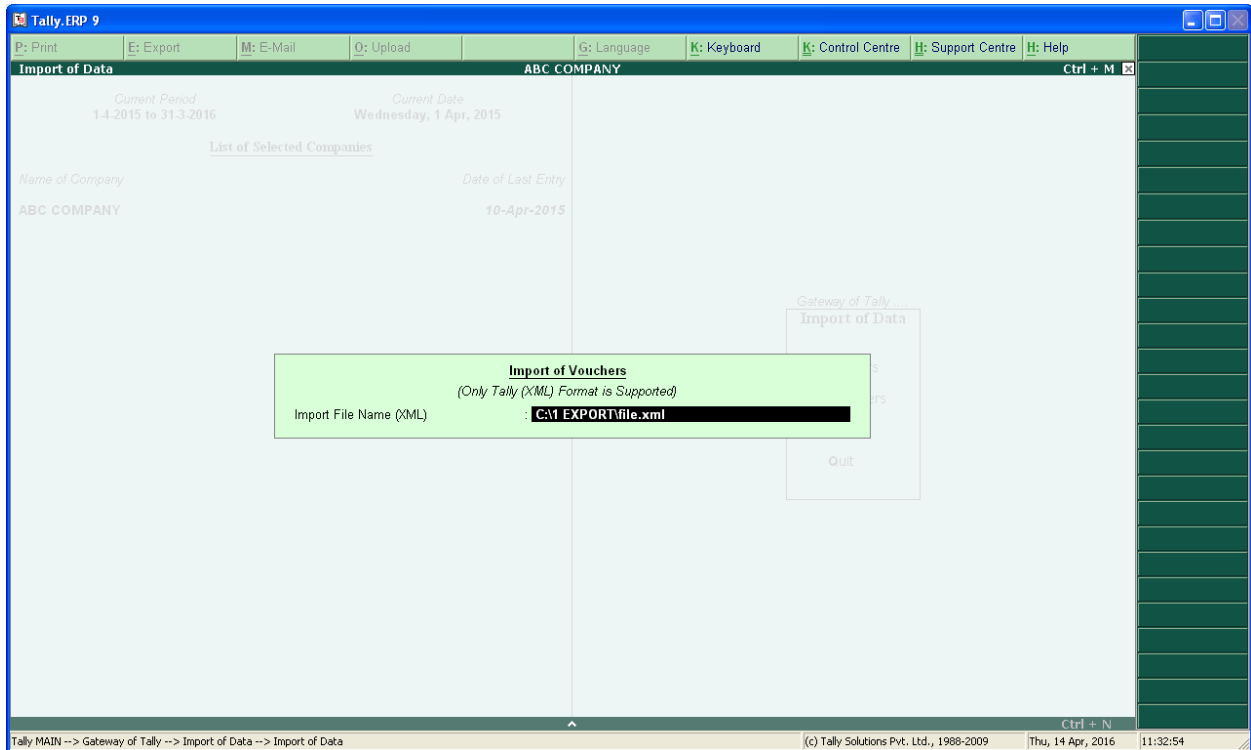 Tally.ERP 9
P: Print E: Export M: E-Mail O: Upload G: Language K: Keyboard K: Control Centre H: Support Centre H: Help
Import of Data ABC COMPANY Ctrl + M
Current Period Current Date
1-4-2015 to 31-3-2016 Wednesday, 1 Apr, 2015
List of Selected Companies
Name of Company Date of Last Entry
ABC COMPANY 10-Apr-2015
Gateway of Tally ....
Import of Data
Import of Vouchers
(Only Tally (XML) Format is Supported)
Import File Name (XML) : C:\1 EXPORT\file.xml
Quit
Ctrl + N
Tally MAIN --> Gateway of Tally --> Import of Data --> Import of Data (c) Tally Solutions Pvt. Ltd., 1988-2009 Thu, 14 Apr, 2016 11:32:54